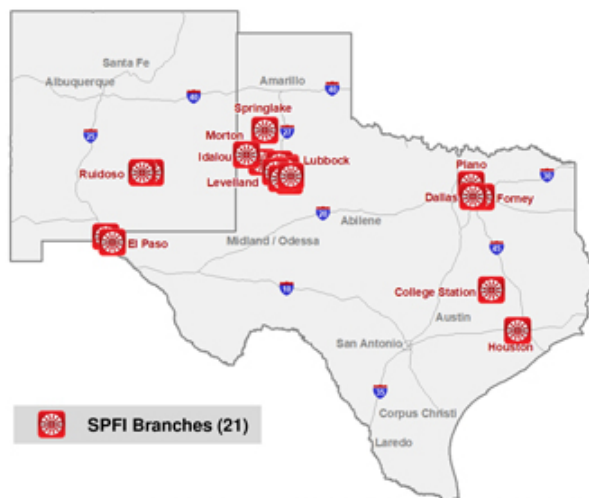 Santa Fe
Albuquerque
Amarillo
40
40
Springlake
25
27
Morton
Idalou
Lubbock
Ruidoso
Levelland
Plano
30
Dallas
Forney
20
Abilene
El Paso
Midland / Odessa
45
10
College Station
Austin
San Antonio
Houston
35
Corpus Christi
Laredo
SPFI Branches (21)